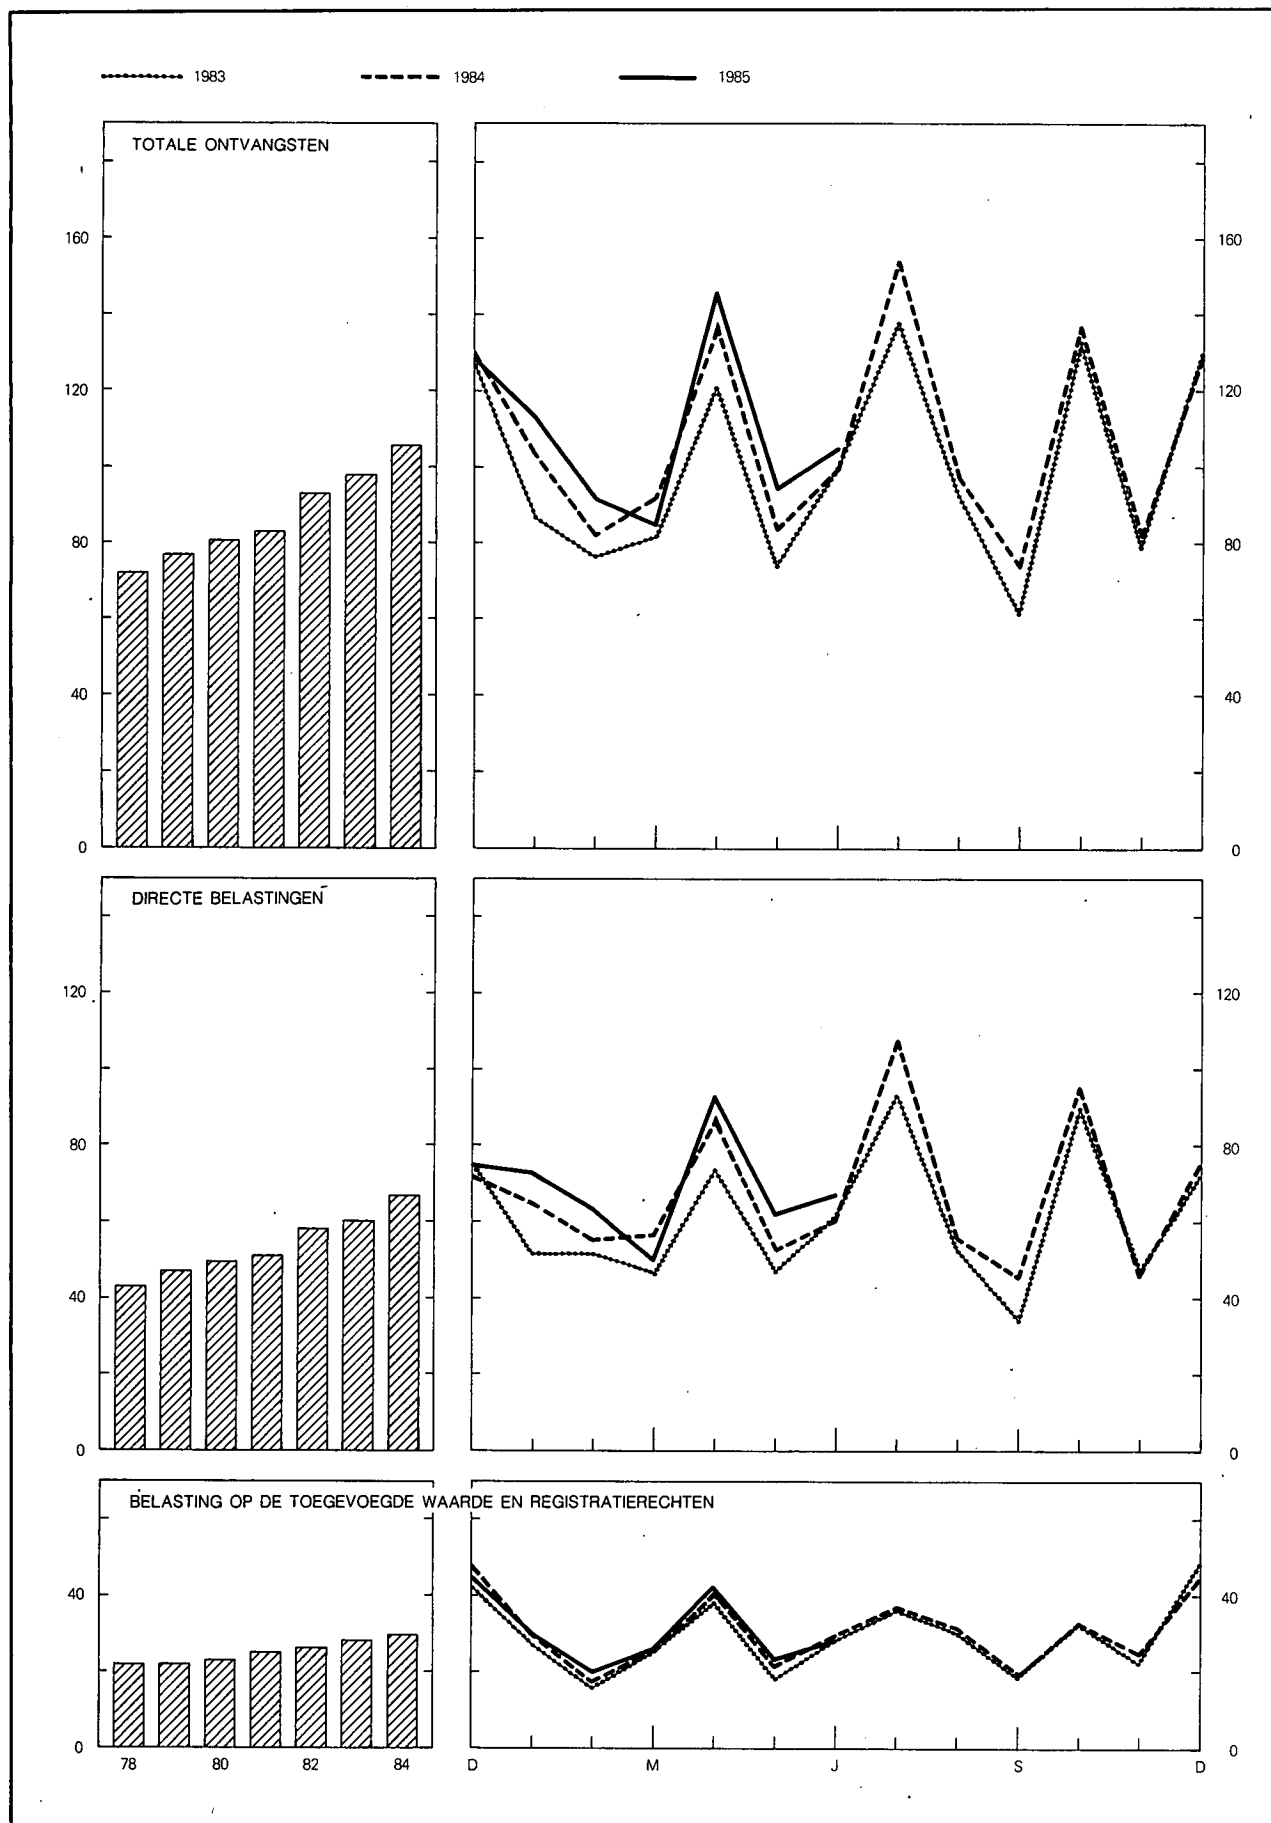 1983 1984 1985
TOTALE ONTVANGSTEN
160 160
120 120
80 80
40 40
0 0
DIRECTE BELASTINGEN
120 120
80 80
40 40
0 0
BELASTING OP DE TOEGEVOEGDE WAARDE EN REGISTRATIERECHTEN
40 40
0 0
78 80 82 84 D M J S D